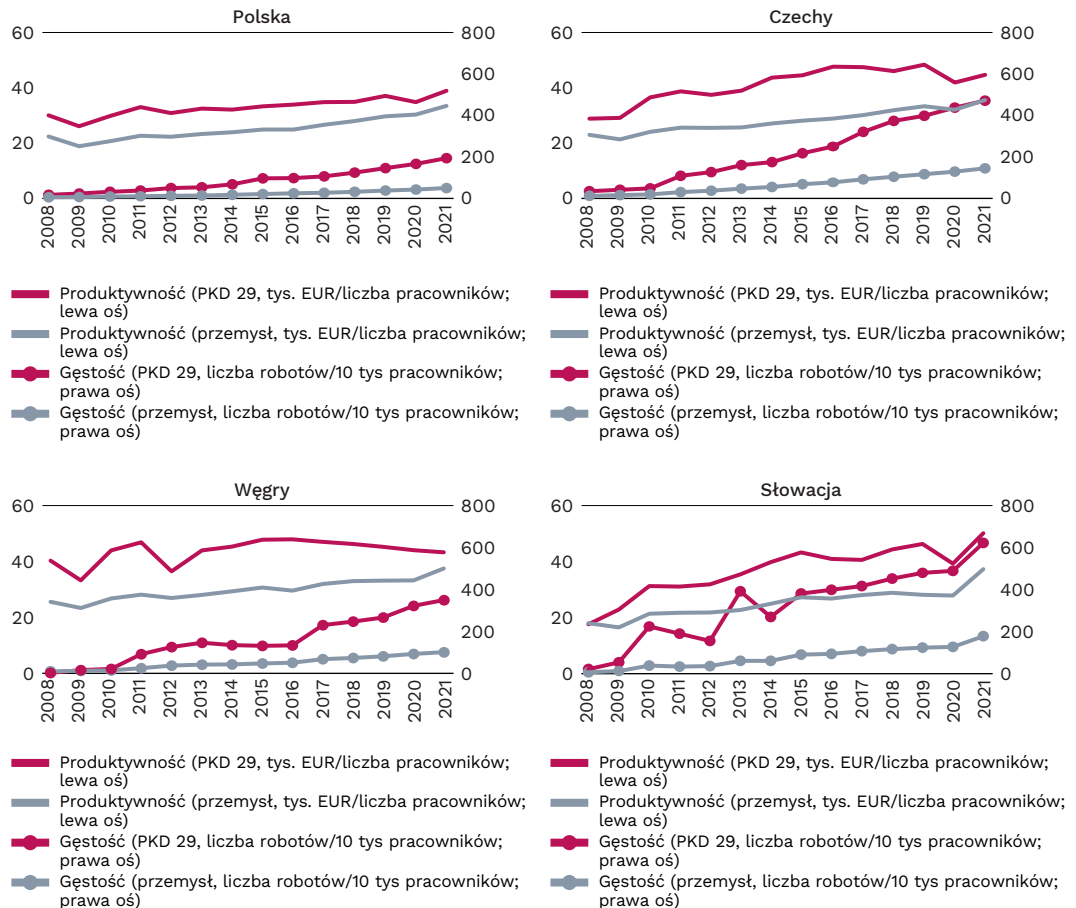 Polska
60
40
20
0
800
600
400
200
0
2008
2009
2010
2011
2012
2013
2014
2015
2016
2017
2018
2019
2020
2021
Produktywność (PKD 29, tys. EUR/liczba pracowników;
lewa oś)
Produktywność (przemysł, tys. EUR/liczba pracowników;
lewa oś)
Gęstość (PKD 29, liczba robotów/10 tys pracowników;
prawa oś)
Gęstość (przemysł, liczba robotów/10 tys pracowników;
prawa oś)
Czechy
60
40
20
0
800
600
400
200
0
2008
2009
2010
2011
2012
2013
2014
2015
2016
2017
2018
2019
2020
2021
Produktywność (PKD 29, tys. EUR/liczba pracowników;
lewa oś)
Produktywność (przemysł, tys. EUR/liczba pracowników;
lewa oś)
Gęstość (PKD 29, liczba robotów/10 tys pracowników;
prawa oś)
Gęstość (przemysł, liczba robotów/10 tys pracowników;
prawa oś)
Węgry
60
40
20
0
800
600
400
200
0
2008
2009
2010
2011
2012
2013
2014
2015
2016
2017
2018
2019
2020
2021
Produktywność (PKD 29, tys. EUR/liczba pracowników;
lewa oś)
Produktywność (przemysł, tys. EUR/liczba pracowników;
lewa oś)
Gęstość (PKD 29, liczba robotów/10 tys pracowników;
prawa oś)
Gęstość (przemysł, liczba robotów/10 tys pracowników;
prawa oś)
Słowacja
60
40
20
0
800
600
400
200
0
2008
2009
2010
2011
2012
2013
2014
2015
2016
2017
2018
2019
2020
2021
Produktywność (PKD 29, tys. EUR/liczba pracowników;
lewa oś)
Produktywność (przemysł, tys. EUR/liczba pracowników;
lewa oś)
Gęstość (PKD 29, liczba robotów/10 tys pracowników;
prawa oś)
Gęstość (przemysł, liczba robotów/10 tys pracowników;
prawa oś)